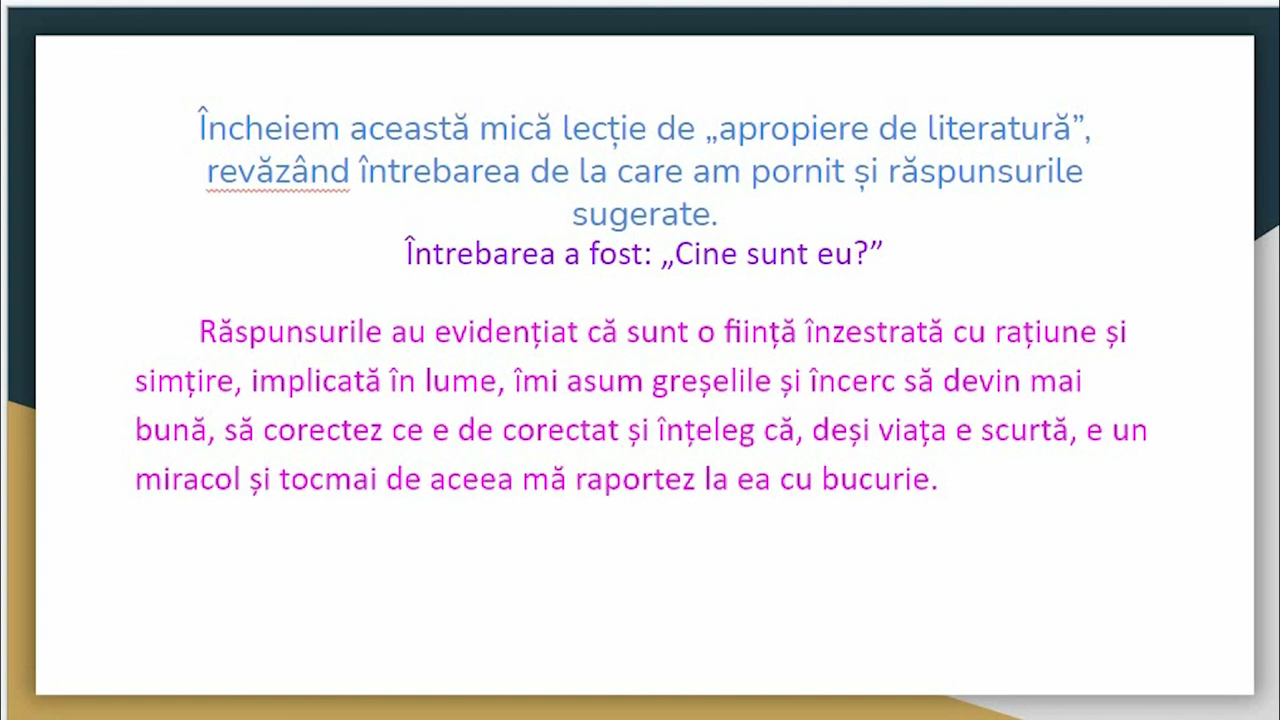 Încheiem această mică lecție de „apropiere de literatură”,
revăzând întrebarea de la care am pornit și răspunsurile
sugerate.
Întrebarea a fost: „Cine sunt eu?”
Răspunsurile au evidențiat că sunt o ființă înzestrată cu rațiune și
simțire, implicată în lume, îmi asum greșelile și încerc să devin mai
bună, să corectez ce e de corectat și înțeleg că, deși viața e scurtă, e un
miracol și tocmai de aceea mă raportez la ea cu bucurie.